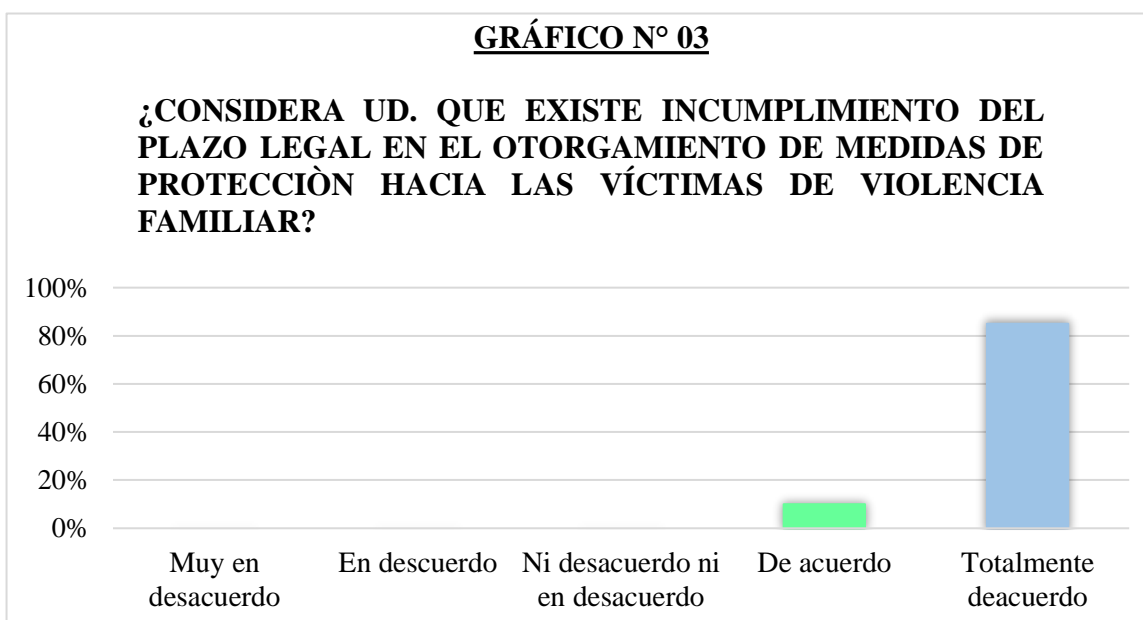 GRÁFICO N° 03
¿CONSIDERA UD. QUE EXISTE INCUMPLIMIENTO DEL
PLAZO LEGAL EN EL OTORGAMIENTO DE MEDIDAS DE
PROTECCIÒN HACIA LAS VÍCTIMAS DE VIOLENCIA
FAMILIAR?
100%
80%
60%
40%
20%
0%
Muy en
desacuerdo
En descuerdo
Ni desacuerdo ni
en desacuerdo
De acuerdo
Totalmente
deacuerdo